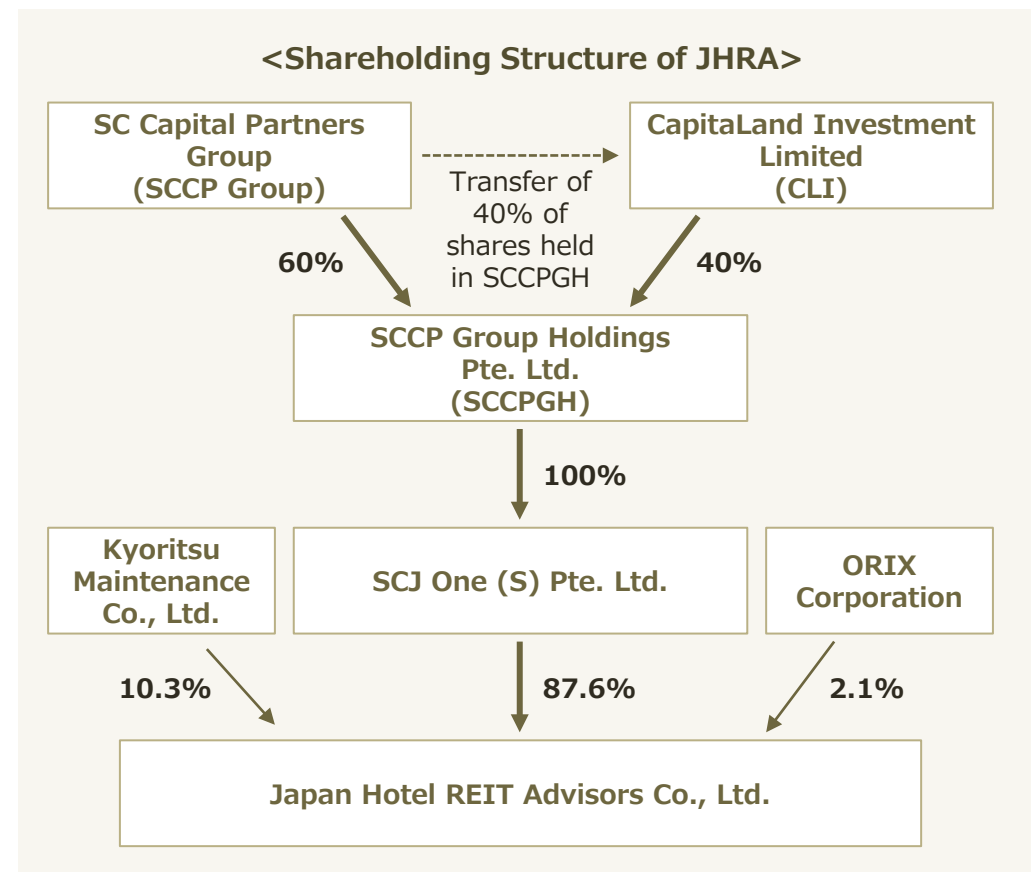 <Shareholding Structure of JHRA>
SC Capital Partners
Group
(SCCP Group)
CapitaLand Investment
Limited
(CLI)
Transfer of
40% of
shares held
in SCCPGH
60%
40%
SCCP Group Holdings
Pte. Ltd.
(SCCPGH)
100%
Kyoritsu
Maintenance
Co., Ltd.
SCJ One (S) Pte. Ltd.
ORIX
Corporation
10.3%
87.6%
2.1%
Japan Hotel REIT Advisors Co., Ltd.